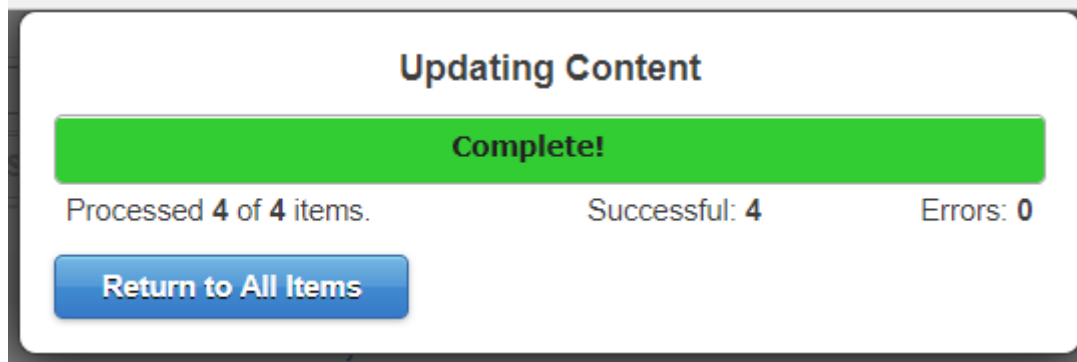 Updating Content
Complete!
Processed 4 of 4 items. Successful: 4 Errors: 0
Return to All Items